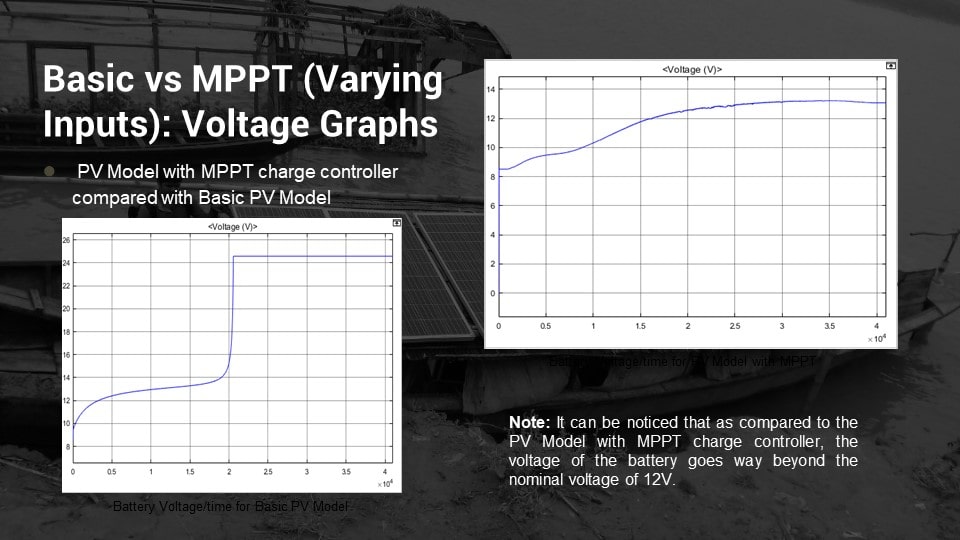 Basic vs MPPT (Varying
Inputs): Voltage Graphs
PV Model with MPPT charge controller
compared with Basic PV Model
<Voltage (V)>
26
24
22
20
18
16
14
12
10
8
0 0.5 1 1.5 2 2.5 3 3.5 4
×10⁴
Battery Voltage/time for Basic PV Model
<Voltage (V)>
14
12
10
8
6
4
2
0
0 0.5 1 1.5 2 2.5 3 3.5 4
×10⁴
Battery Voltage/time for PV Model with MPPT
Note: It can be noticed that as compared to the
PV Model with MPPT charge controller, the
voltage of the battery goes way beyond the
nominal voltage of 12V.